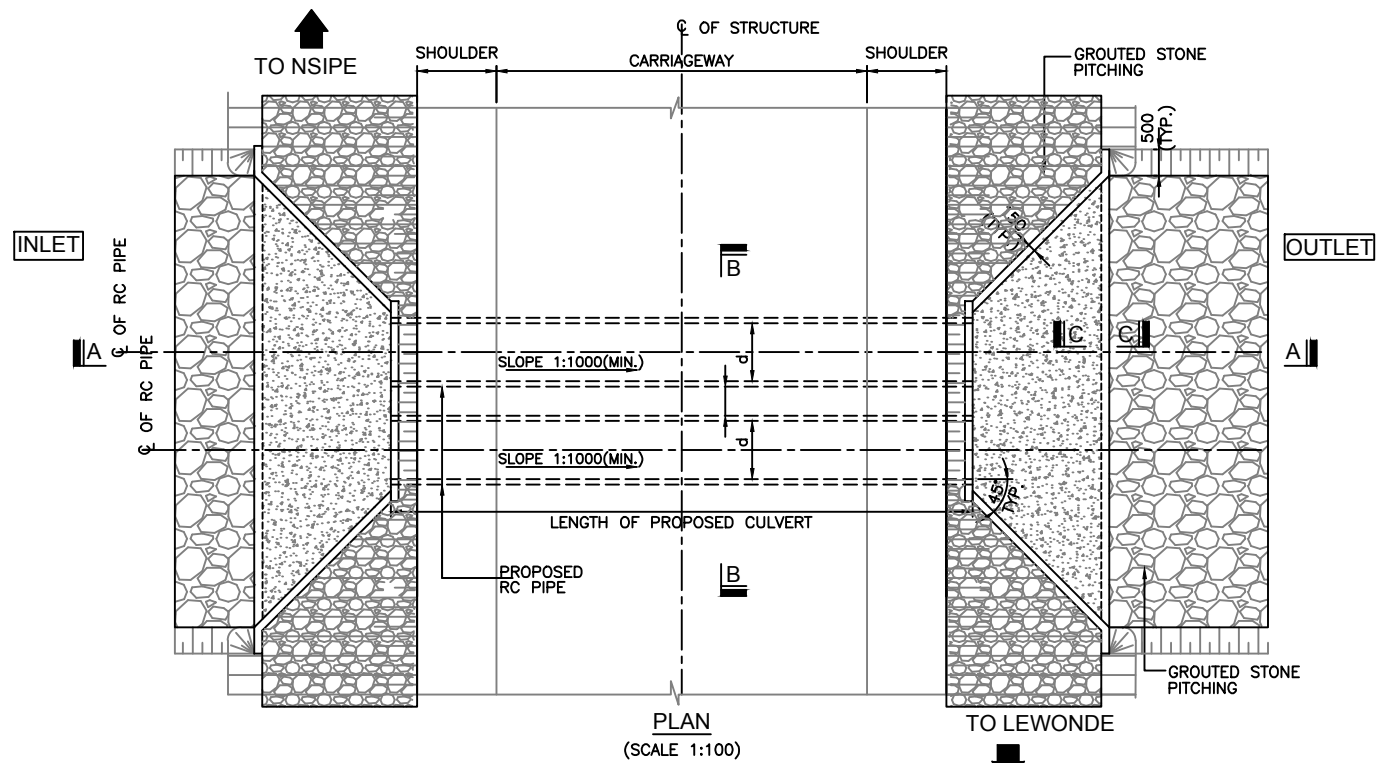 ℄ OF STRUCTURE
SHOULDER
CARRIAGEWAY
SHOULDER
TO NSIPE
GROUTED STONE
PITCHING
500
(TYP.)
INLET
OUTLET
℄ OF RC PIPE
℄ OF RC PIPE
150
(TYP.)
B
A
C
C
A
SLOPE 1:1000(MIN.)
d
d
SLOPE 1:1000(MIN.)
45°
TYP.
LENGTH OF PROPOSED CULVERT
PROPOSED
RC PIPE
B
GROUTED STONE
PITCHING
PLAN
(SCALE 1:100)
TO LEWONDE